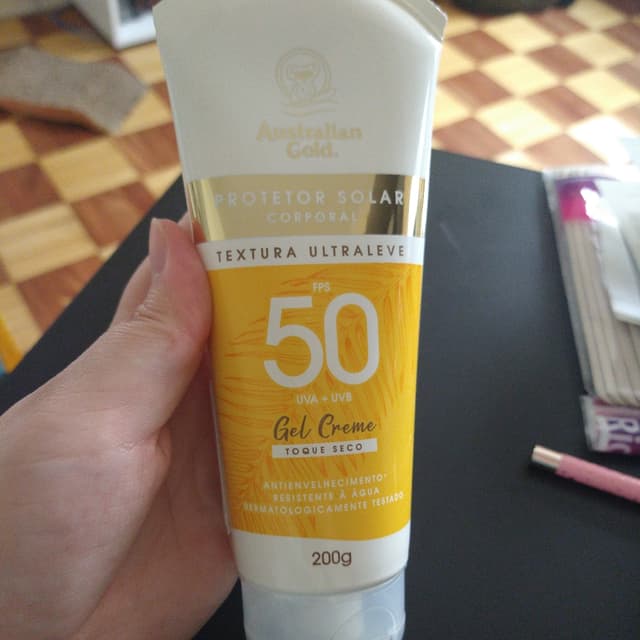 Australian
Gold.
PROTETOR SOLAR
CORPORAL
TEXTURA ULTRALEVE
FPS
50
UVA + UVB
Gel Creme
TOQUE SECO
ANTIENVELHECIMENTO*
RESISTENTE À ÁGUA
DERMATOLOGICAMENTE TESTADO
200g